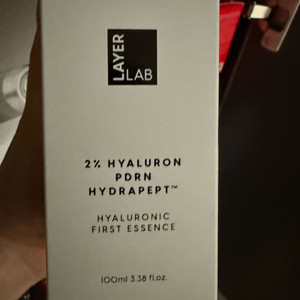 LAYER
LAB
2% HYALURON
PDRN
HYDRAPEPT™
HYALURONIC
FIRST ESSENCE
100ml 3.38 fl.oz.